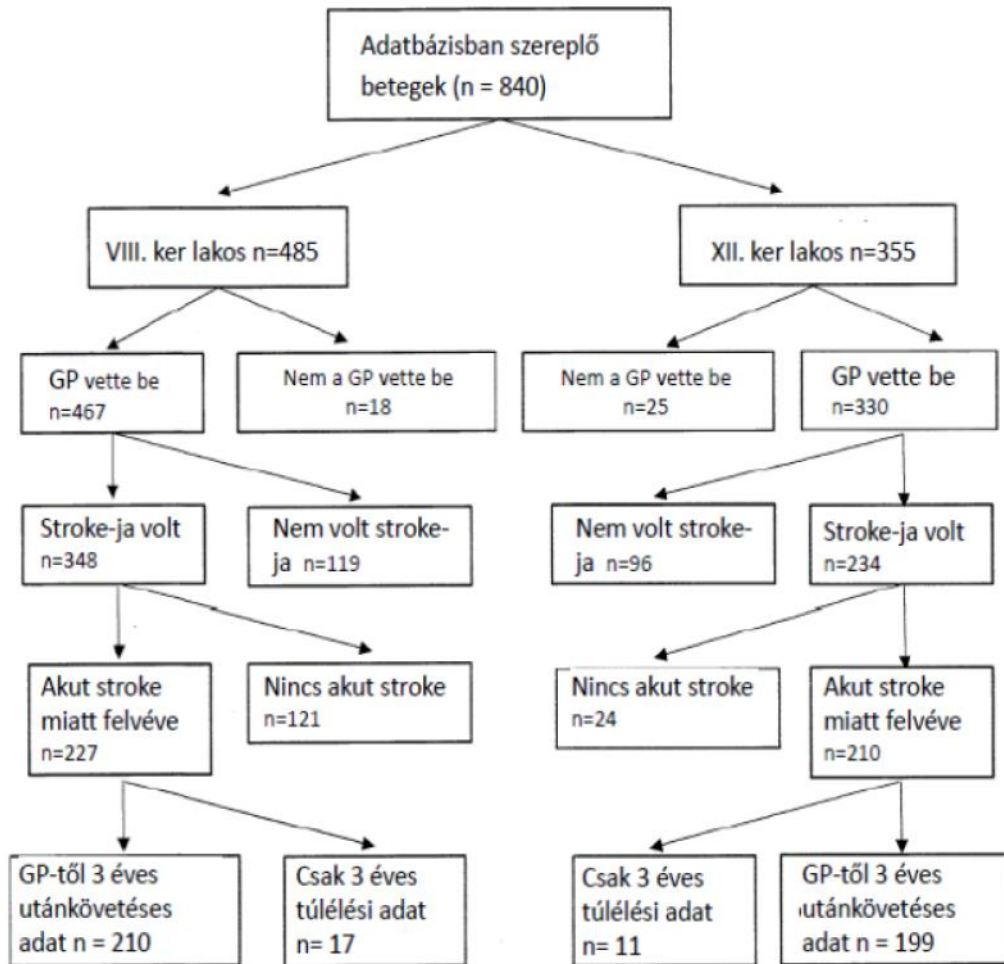 Adatbázisban szereplő
betegek (n = 840)
VIII. ker lakos n=485
XII. ker lakos n=355
GP vette be
n=467
Nem a GP vette be
n=18
Nem a GP vette be
n=25
GP vette be
n=330
Stroke-ja volt
n=348
Nem volt stroke-
ja n=119
Nem volt stroke-
ja n=96
Stroke-ja volt
n=234
Akut stroke
miatt felvéve
n=227
Nincs akut stroke
n=121
Nincs akut stroke
n=24
Akut stroke
miatt felvéve
n=210
GP-től 3 éves
utánkövetéses
adat n = 210
Csak 3 éves
túlélési adat
n= 17
Csak 3 éves
túlélési adat
n= 11
GP-től 3 éves
utánkövetéses
adat n = 199